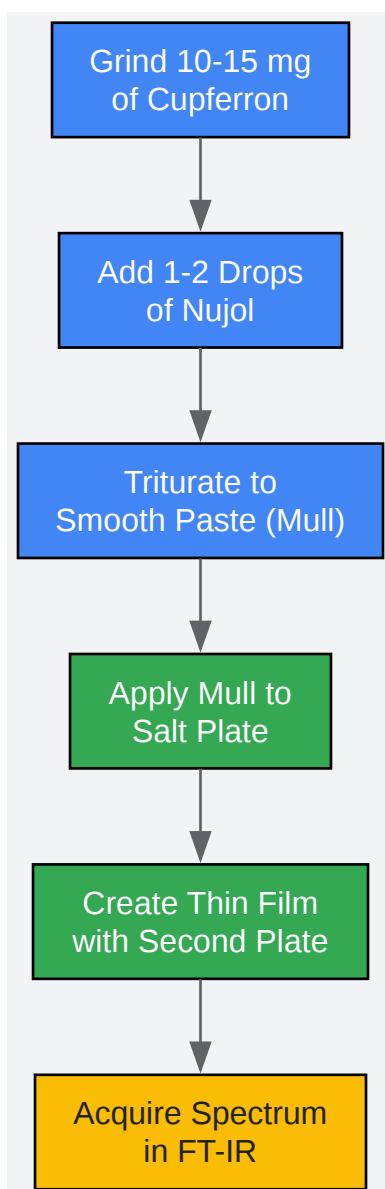 Grind 10-15 mg
of Cupferron
Add 1-2 Drops
of Nujol
Triturate to
Smooth Paste (Mull)
Apply Mull to
Salt Plate
Create Thin Film
with Second Plate
Acquire Spectrum
in FT-IR